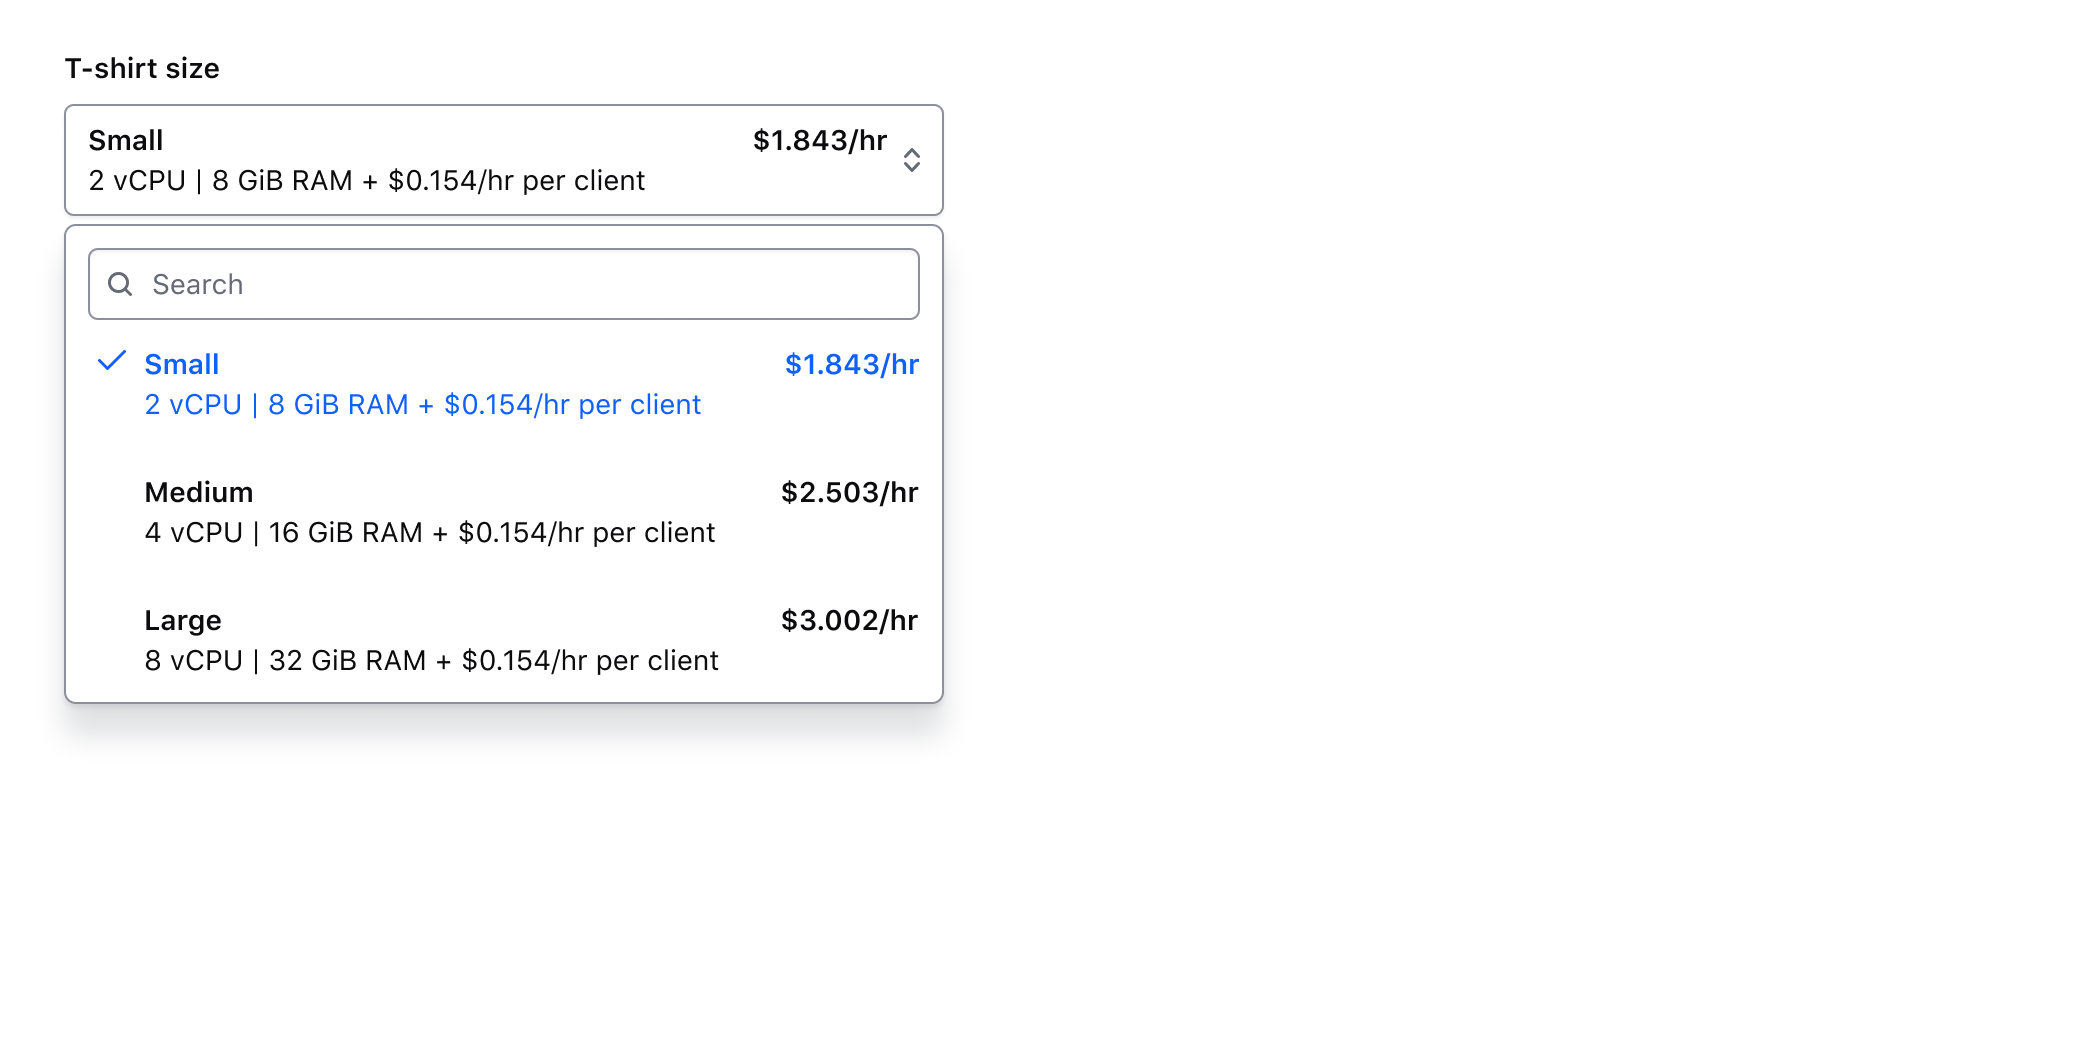 T-shirt size
Small $1.843/hr
2 vCPU | 8 GiB RAM + $0.154/hr per client
Search
Small $1.843/hr
2 vCPU | 8 GiB RAM + $0.154/hr per client
Medium $2.503/hr
4 vCPU | 16 GiB RAM + $0.154/hr per client
Large $3.002/hr
8 vCPU | 32 GiB RAM + $0.154/hr per client